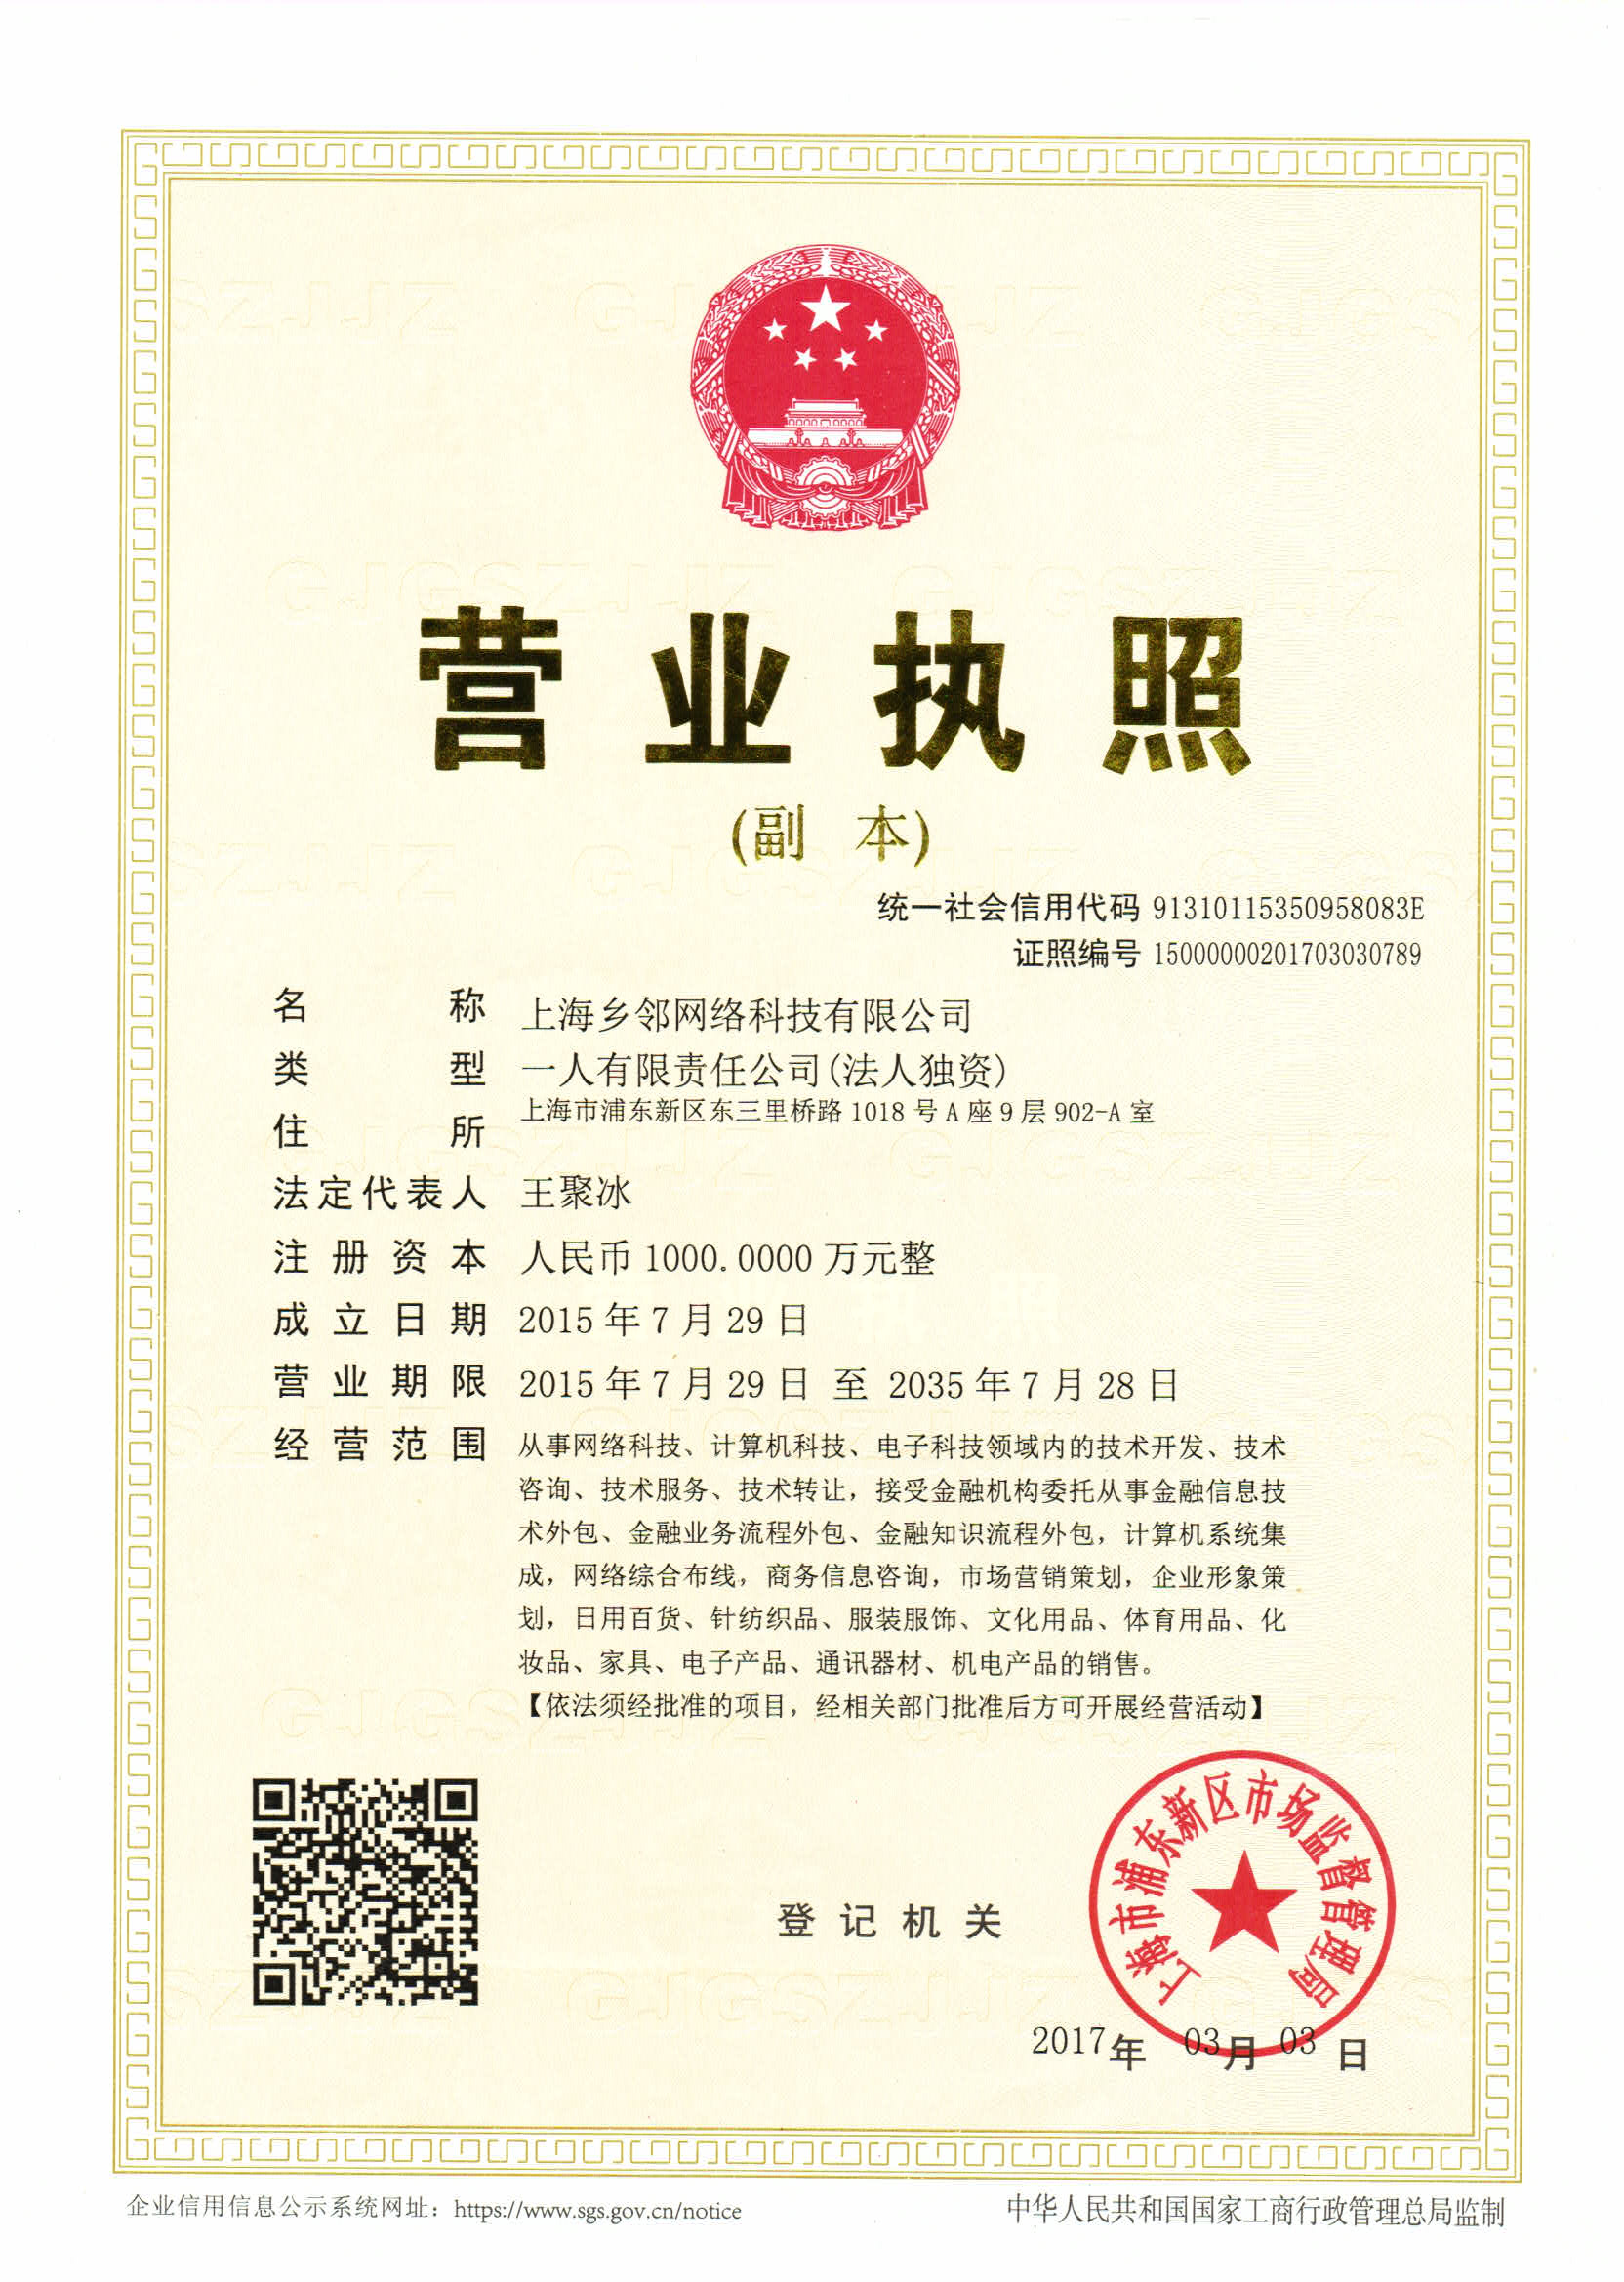 营业执照
(副 本)
统一社会信用代码 91310115350958083E
证照编号 15000000201703030789
名 称 上海乡邻网络科技有限公司
类 型 一人有限责任公司(法人独资)
住 所 上海市浦东新区东三里桥路 1018 号 A 座 9 层 902-A 室
法定代表人 王聚冰
注册资本 人民币 1000.0000 万元整
成立日期 2015 年 7 月 29 日
营业期限 2015 年 7 月 29 日 至 2035 年 7 月 28 日
经营范围 从事网络科技、计算机科技、电子科技领域内的技术开发、技术
咨询、技术服务、技术转让，接受金融机构委托从事金融信息技
术外包、金融业务流程外包、金融知识流程外包，计算机系统集
成，网络综合布线，商务信息咨询，市场营销策划，企业形象策
划，日用百货、针纺织品、服装服饰、文化用品、体育用品、化
妆品、家具、电子产品、通讯器材、机电产品的销售。
【依法须经批准的项目，经相关部门批准后方可开展经营活动】
上海市浦东新区市场监督管理局
登记机关
2017年 03月 03 日
企业信用信息公示系统网址：https://www.sgs.gov.cn/notice
中华人民共和国国家工商行政管理总局监制